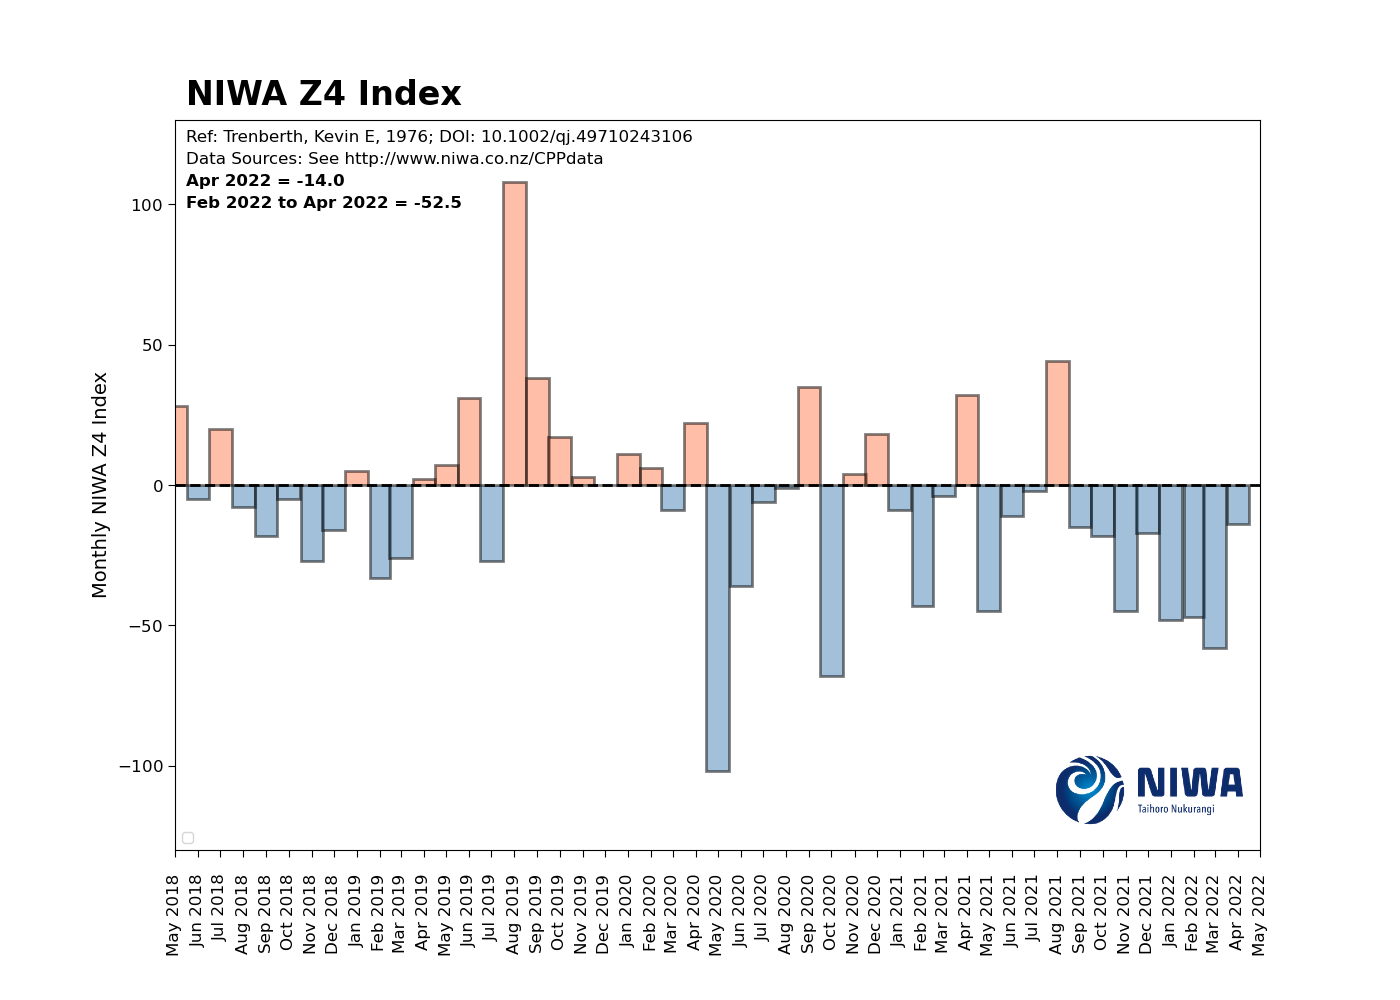 NIWA Z4 Index
Ref: Trenberth, Kevin E, 1976; DOI: 10.1002/qj.49710243106
Data Sources: See http://www.niwa.co.nz/CPPdata
Apr 2022 = -14.0
Feb 2022 to Apr 2022 = -52.5
Monthly NIWA Z4 Index
100
50
0
−50
−100
NIWA
Taihoro Nukurangi
May 2018
Jun 2018
Jul 2018
Aug 2018
Sep 2018
Oct 2018
Nov 2018
Dec 2018
Jan 2019
Feb 2019
Mar 2019
Apr 2019
May 2019
Jun 2019
Jul 2019
Aug 2019
Sep 2019
Oct 2019
Nov 2019
Dec 2019
Jan 2020
Feb 2020
Mar 2020
Apr 2020
May 2020
Jun 2020
Jul 2020
Aug 2020
Sep 2020
Oct 2020
Nov 2020
Dec 2020
Jan 2021
Feb 2021
Mar 2021
Apr 2021
May 2021
Jun 2021
Jul 2021
Aug 2021
Sep 2021
Oct 2021
Nov 2021
Dec 2021
Jan 2022
Feb 2022
Mar 2022
Apr 2022
May 2022